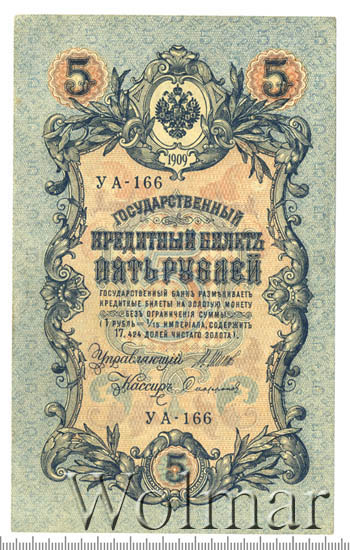 5 5
1909
УА-166
ГОСУДАРСТВЕННЫЙ
КРЕДИТНЫЙ БИЛЕТЪ
ПЯТЬ РУБЛЕЙ
ГОСУДАРСТВЕННЫЙ БАНКЪ РАЗМѢНИВАЕТЪ
КРЕДИТНЫЕ БИЛЕТЫ НА ЗОЛОТУЮ МОНЕТУ
БЕЗЪ ОГРАНИЧЕНІЯ СУММЫ
(1 РУБЛЬ = 1/15 ИМПЕРІАЛА, СОДЕРЖИТЪ
17,424 ДОЛЕЙ ЧИСТАГО ЗОЛОТА).
Управляющій
Кассиръ
УА-166
5
Wolmar